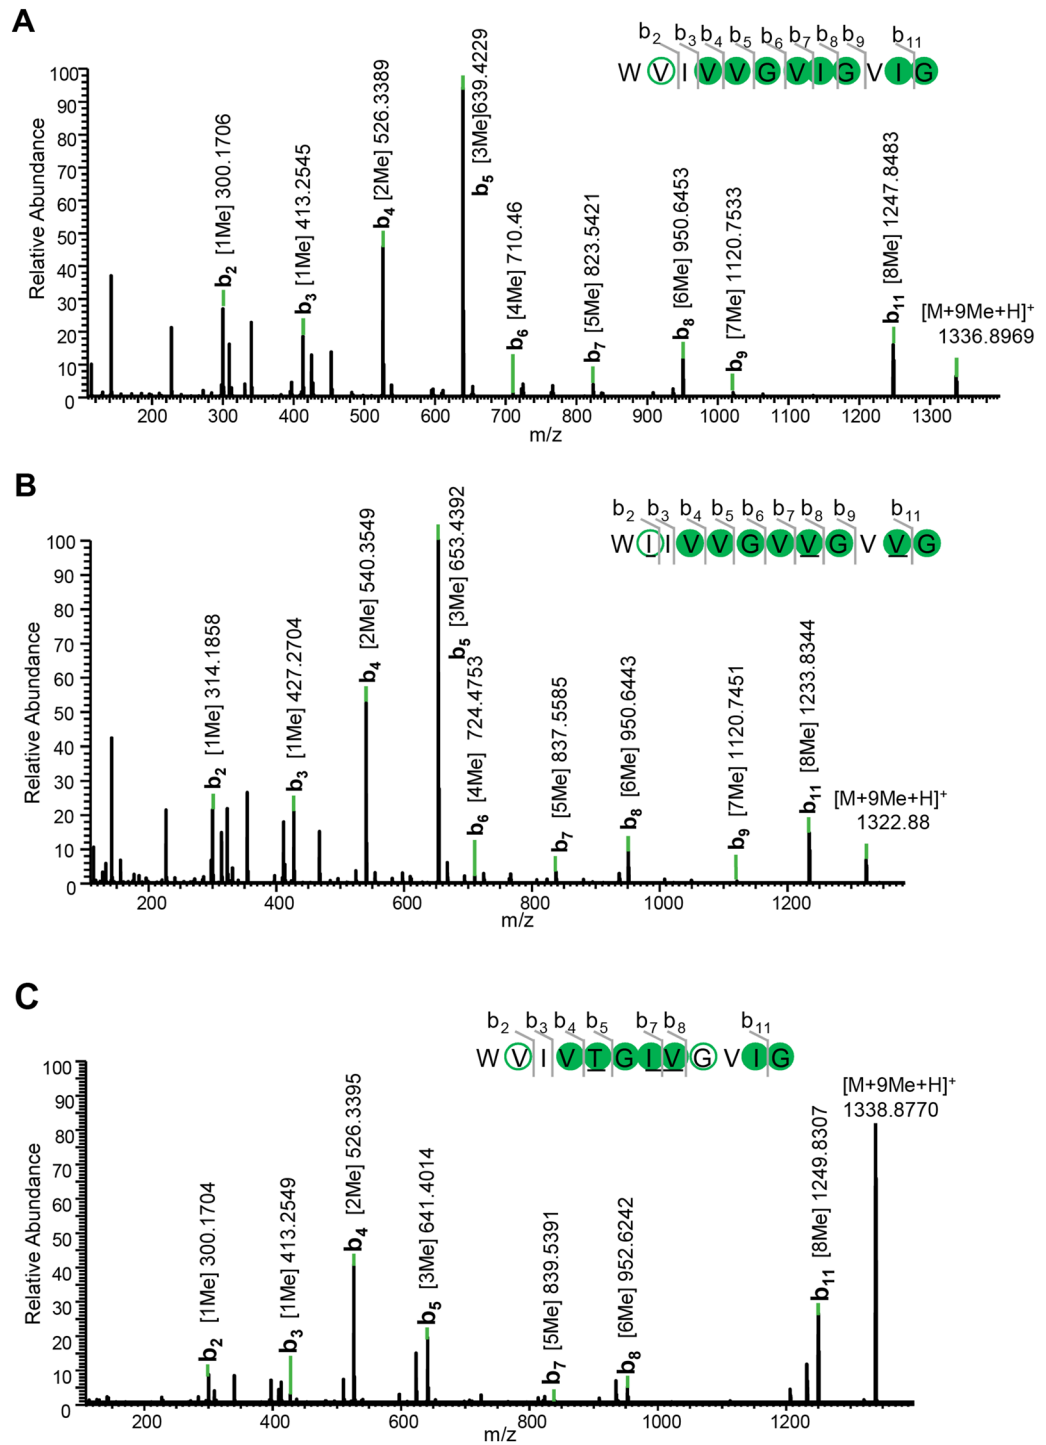 A
b2 b3 b4 b5 b6 b7 b8 b9 b11
W V I V V G V I G V I G
Relative Abundance
100
90
80
70
60
50
40
30
20
10
0
b2 [1Me] 300.1706
b3 [1Me] 413.2545
b4 [2Me] 526.3389
b5 [3Me]639.4229
b6 [4Me] 710.46
b7 [5Me] 823.5421
b8 [6Me] 950.6453
b9 [7Me] 1120.7533
b11 [8Me] 1247.8483
[M+9Me+H]+
1336.8969
200 300 400 500 600 700 800 900 1000 1100 1200 1300
m/z
B
b2 b3 b4 b5 b6 b7 b8 b9 b11
W I I V V G V V G V V G
Relative Abundance
100
90
80
70
60
50
40
30
20
10
0
b2 [1Me] 314.1858
b3 [1Me] 427.2704
b4 [2Me] 540.3549
b5 [3Me] 653.4392
b6 [4Me] 724.4753
b7 [5Me] 837.5585
b8 [6Me] 950.6443
b9 [7Me] 1120.7451
b11 [8Me] 1233.8344
[M+9Me+H]+
1322.88
200 400 600 800 1000 1200
m/z
C
b2 b3 b4 b5 b7 b8 b11
W V I V T G I V G V I G
Relative Abundance
100
90
80
70
60
50
40
30
20
10
0
b2 [1Me] 300.1704
b3 [1Me] 413.2549
b4 [2Me] 526.3395
b5 [3Me] 641.4014
b7 [5Me] 839.5391
b8 [6Me] 952.6242
b11 [8Me] 1249.8307
[M+9Me+H]+
1338.8770
200 400 600 800 1000 1200
m/z